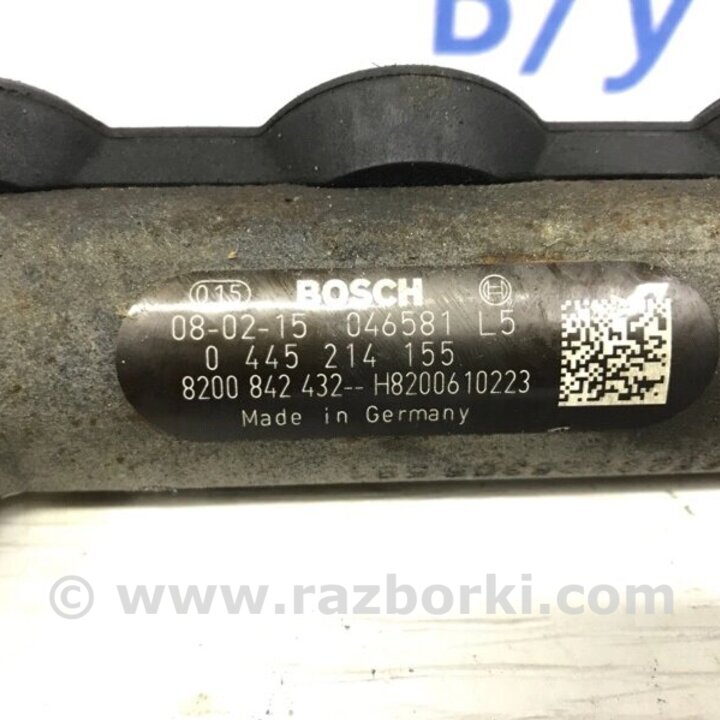 Б/У
015 BOSCH
08-02-15 046581 L5
0 445 214 155
8200 842 432-- H8200610223
Made in Germany
© www.razborki.com